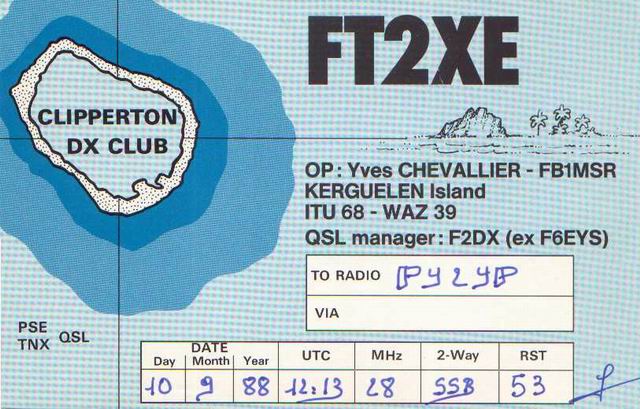 FT2XE
CLIPPERTON
DX CLUB
OP : Yves CHEVALLIER - FB1MSR
KERGUELEN Island
ITU 68 - WAZ 39
QSL manager : F2DX (ex F6EYS)
TO RADIO PY2YP
VIA
PSE
TNX QSL
DATE
Day Month Year UTC MHz 2-Way RST
10 9 88 12:13 28 SSB 53